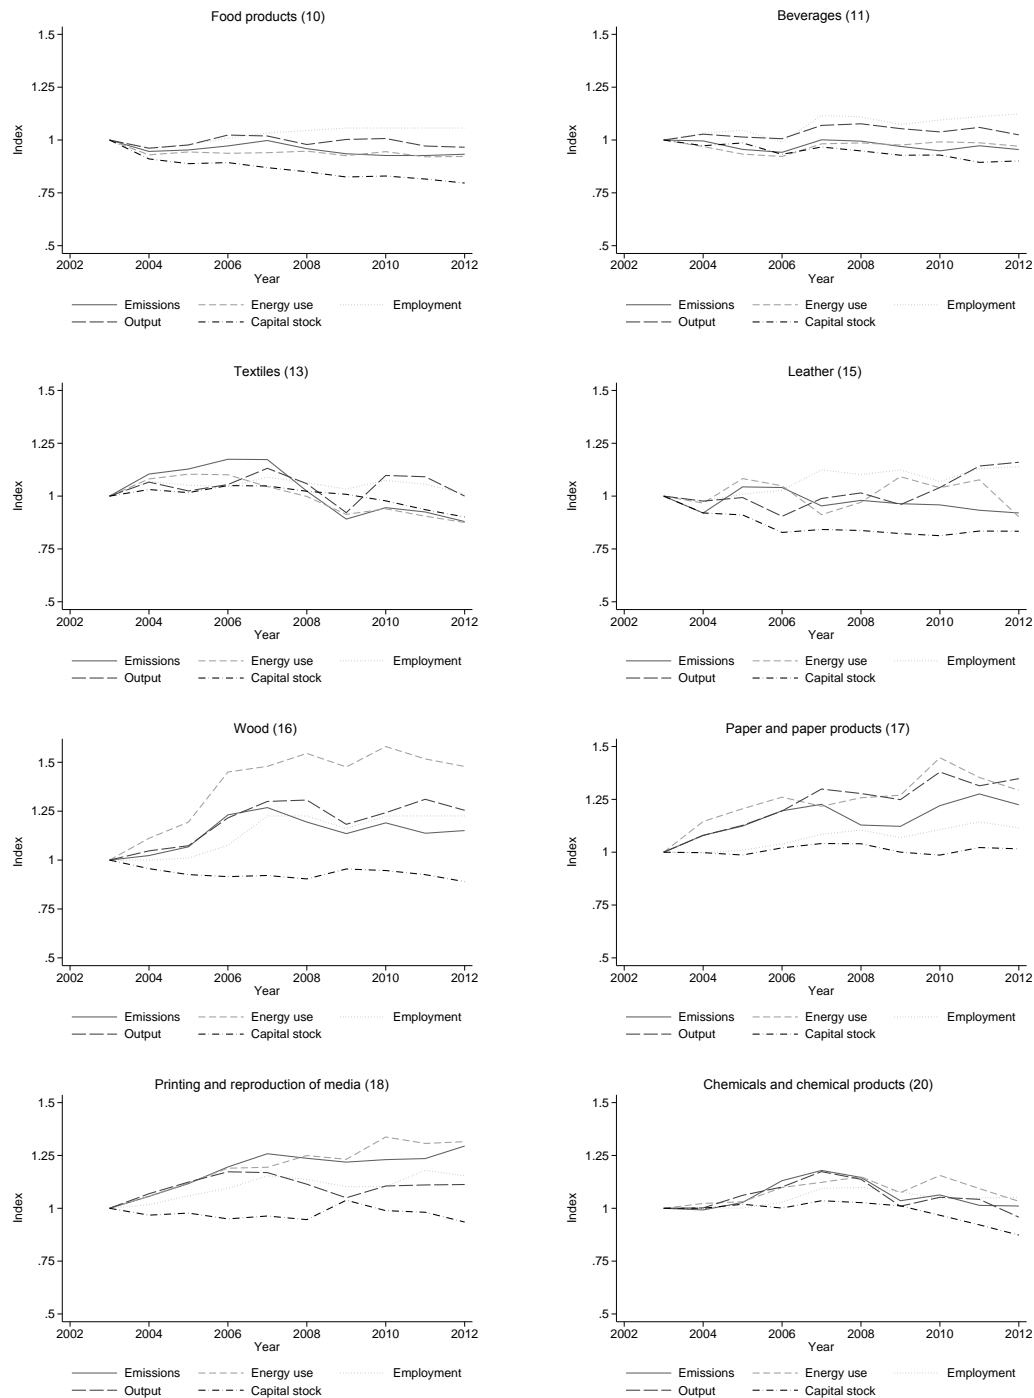 Food products (10)
1.5
1.25
1
.75
.5
Index
2002 2004 2006 2008 2010 2012
Year
Emissions Energy use Employment
Output Capital stock
Beverages (11)
1.5
1.25
1
.75
.5
Index
2002 2004 2006 2008 2010 2012
Year
Emissions Energy use Employment
Output Capital stock
Textiles (13)
1.5
1.25
1
.75
.5
Index
2002 2004 2006 2008 2010 2012
Year
Emissions Energy use Employment
Output Capital stock
Leather (15)
1.5
1.25
1
.75
.5
Index
2002 2004 2006 2008 2010 2012
Year
Emissions Energy use Employment
Output Capital stock
Wood (16)
1.5
1.25
1
.75
.5
Index
2002 2004 2006 2008 2010 2012
Year
Emissions Energy use Employment
Output Capital stock
Paper and paper products (17)
1.5
1.25
1
.75
.5
Index
2002 2004 2006 2008 2010 2012
Year
Emissions Energy use Employment
Output Capital stock
Printing and reproduction of media (18)
1.5
1.25
1
.75
.5
Index
2002 2004 2006 2008 2010 2012
Year
Emissions Energy use Employment
Output Capital stock
Chemicals and chemical products (20)
1.5
1.25
1
.75
.5
Index
2002 2004 2006 2008 2010 2012
Year
Emissions Energy use Employment
Output Capital stock